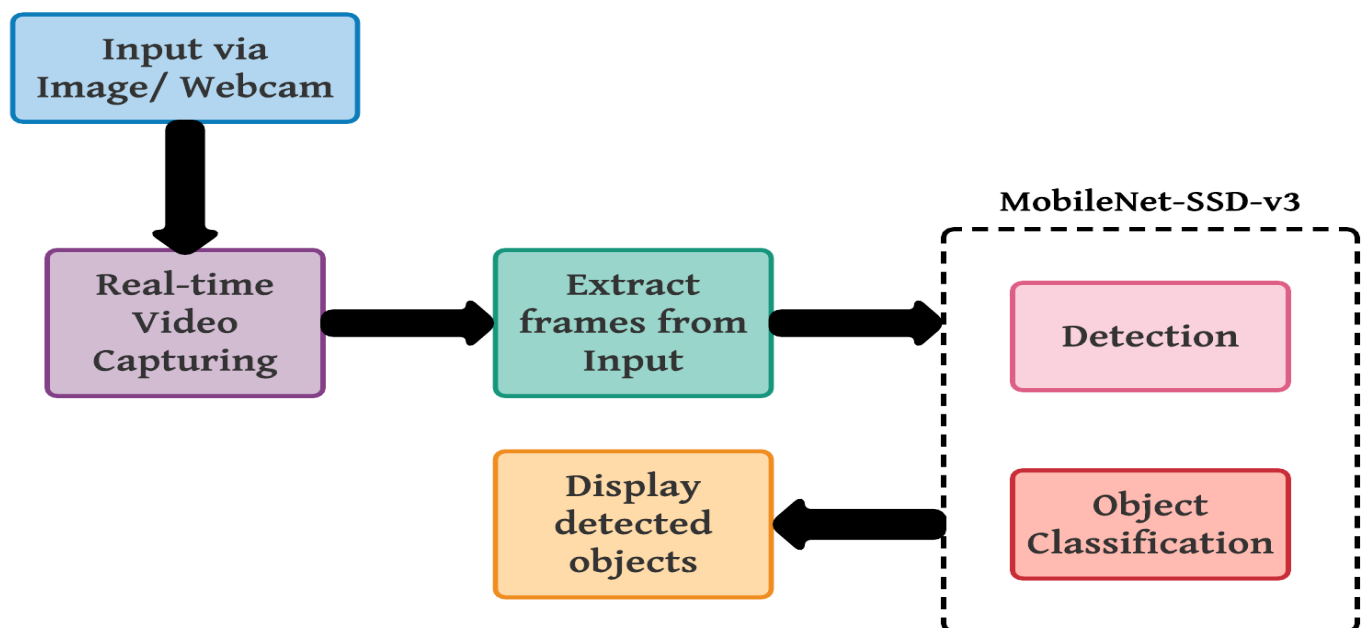 Input via
Image/ Webcam
Real-time
Video
Capturing
Extract
frames from
Input
MobileNet-SSD-v3
Detection
Object
Classification
Display
detected
objects